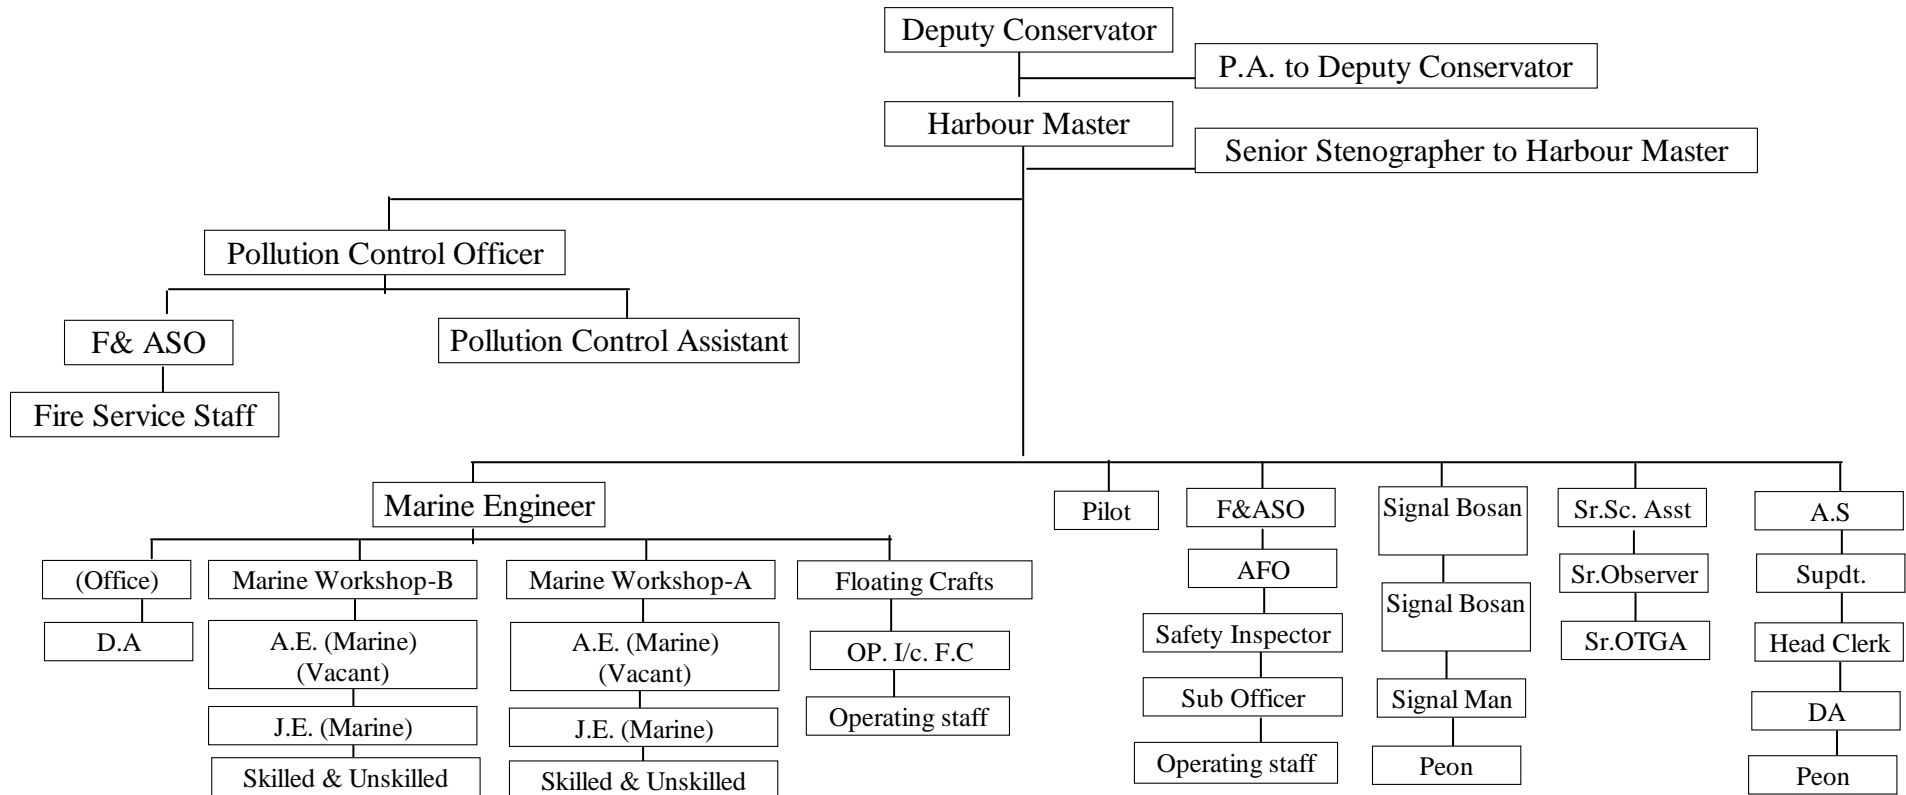 Deputy Conservator
P.A. to Deputy Conservator
Harbour Master
Senior Stenographer to Harbour Master
Pollution Control Officer
F& ASO
Pollution Control Assistant
Fire Service Staff
Marine Engineer
Pilot
F&ASO
Signal Bosan
Sr.Sc. Asst
A.S
(Office)
Marine Workshop-B
Marine Workshop-A
Floating Crafts
AFO
Signal Bosan
Sr.Observer
Supdt.
D.A
A.E. (Marine)
(Vacant)
A.E. (Marine)
(Vacant)
OP. I/c. F.C
Safety Inspector
Sr.OTGA
Head Clerk
J.E. (Marine)
J.E. (Marine)
Operating staff
Sub Officer
Signal Man
DA
Skilled & Unskilled
Skilled & Unskilled
Operating staff
Peon
Peon